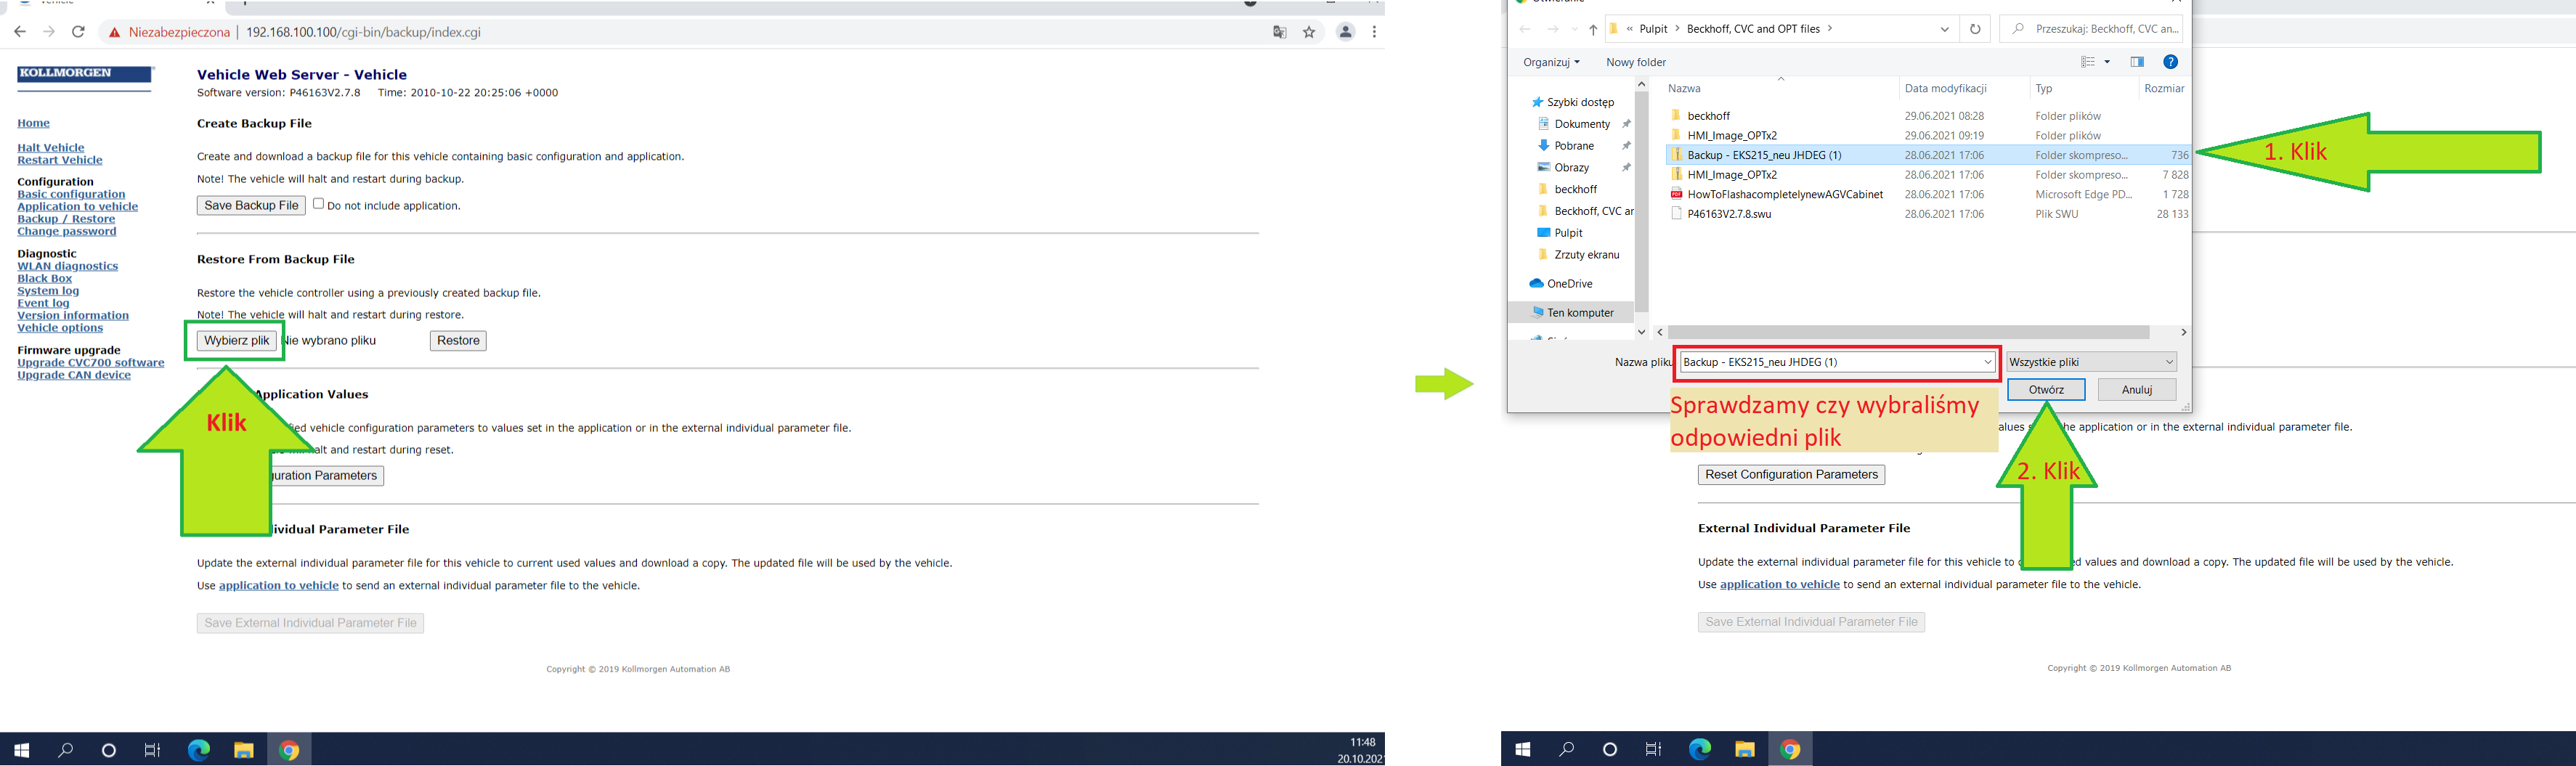 Niezabezpieczona | 192.168.100.100/cgi-bin/backup/index.cgi
KOLLMORGEN
Vehicle Web Server - Vehicle
Software version: P46163V2.7.8 Time: 2010-10-22 20:25:06 +0000
Home
Halt Vehicle
Restart Vehicle
Configuration
Basic configuration
Application to vehicle
Backup / Restore
Change password
Diagnostic
WLAN diagnostics
Black Box
System log
Event log
Version information
Vehicle options
Firmware upgrade
Upgrade CVC700 software
Upgrade CAN device
Create Backup File
Create and download a backup file for this vehicle containing basic configuration and application.
Note! The vehicle will halt and restart during backup.
Save Backup File Do not include application.
Restore From Backup File
Restore the vehicle controller using a previously created backup file.
Note! The vehicle will halt and restart during restore.
Wybierz plik Nie wybrano pliku Restore
Klik
Application Values
vehicle configuration parameters to values set in the application or in the external individual parameter file.
halt and restart during reset.
Parameters
Parameter File
Update the external individual parameter file for this vehicle to current used values and download a copy. The updated file will be used by the vehicle.
Use application to vehicle to send an external individual parameter file to the vehicle.
Save External Individual Parameter File
Copyright © 2019 Kollmorgen Automation AB
11:48
Pulpit > Beckhoff, CVC and OPT files >
Przeszukaj: Beckhoff, CVC an...
Organizuj Nowy folder
Szybki dostęp
Dokumenty
Pobrane
Obrazy
beckhoff
Beckhoff, CVC ar
Pulpit
Zrzuty ekranu
OneDrive
Ten komputer
Nazwa Data modyfikacji Typ Rozmiar
beckhoff 29.06.2021 08:28 Folder plików
HMI_Image_OPTx2 29.06.2021 09:19 Folder plików
Backup - EKS215_neu JHDEG (1) 28.06.2021 17:06 Folder skompreso... 736
HMI_Image_OPTx2 28.06.2021 17:06 Folder skompreso... 7 828
HowToFlashacompletelynewAGVCabinet 28.06.2021 17:06 Microsoft Edge PD... 1 728
P46163V2.7.8.swu 28.06.2021 17:06 Plik SWU 28 133
1. Klik
Nazwa pliku Backup - EKS215_neu JHDEG (1) Wszystkie pliki
Otwórz Anuluj
Sprawdzamy czy wybraliśmy
odpowiedni plik
2. Klik
application or in the external individual parameter file.
Reset Configuration Parameters
External Individual Parameter File
Update the external individual parameter file for this vehicle to values and download a copy. The updated file will be used by the vehicle.
Use application to vehicle to send an external individual parameter file to the vehicle.
Save External Individual Parameter File
Copyright © 2019 Kollmorgen Automation AB